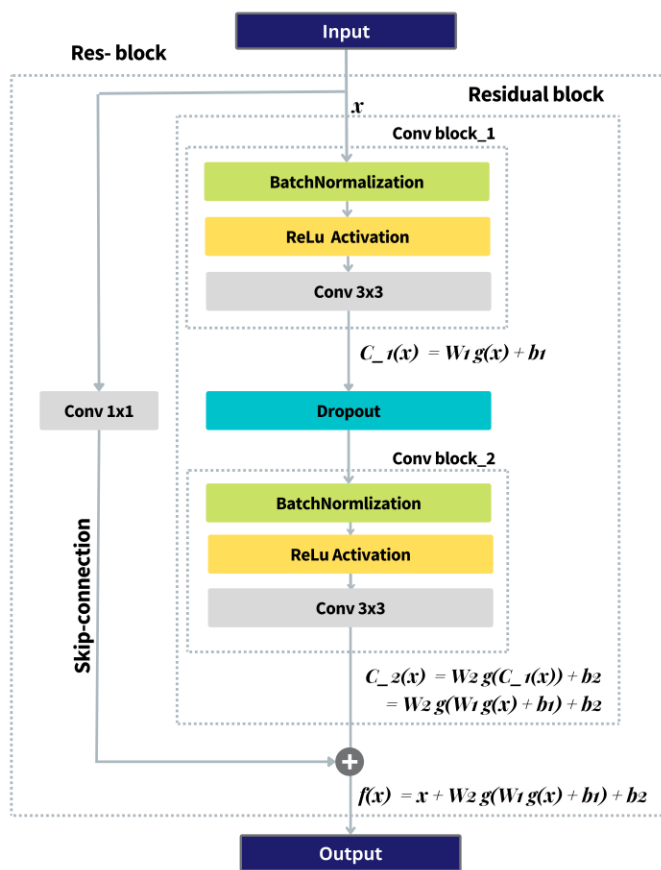 Input
Res- block
Residual block
x
Conv block_1
BatchNormalization
ReLu Activation
Conv 3x3
C_1(x) = W1 g(x) + b1
Conv 1x1
Dropout
Conv block_2
BatchNormlization
ReLu Activation
Conv 3x3
Skip-connection
C_2(x) = W2 g(C_1(x)) + b2
= W2 g(W1 g(x) + b1) + b2
+
f(x) = x + W2 g(W1 g(x) + b1) + b2
Output